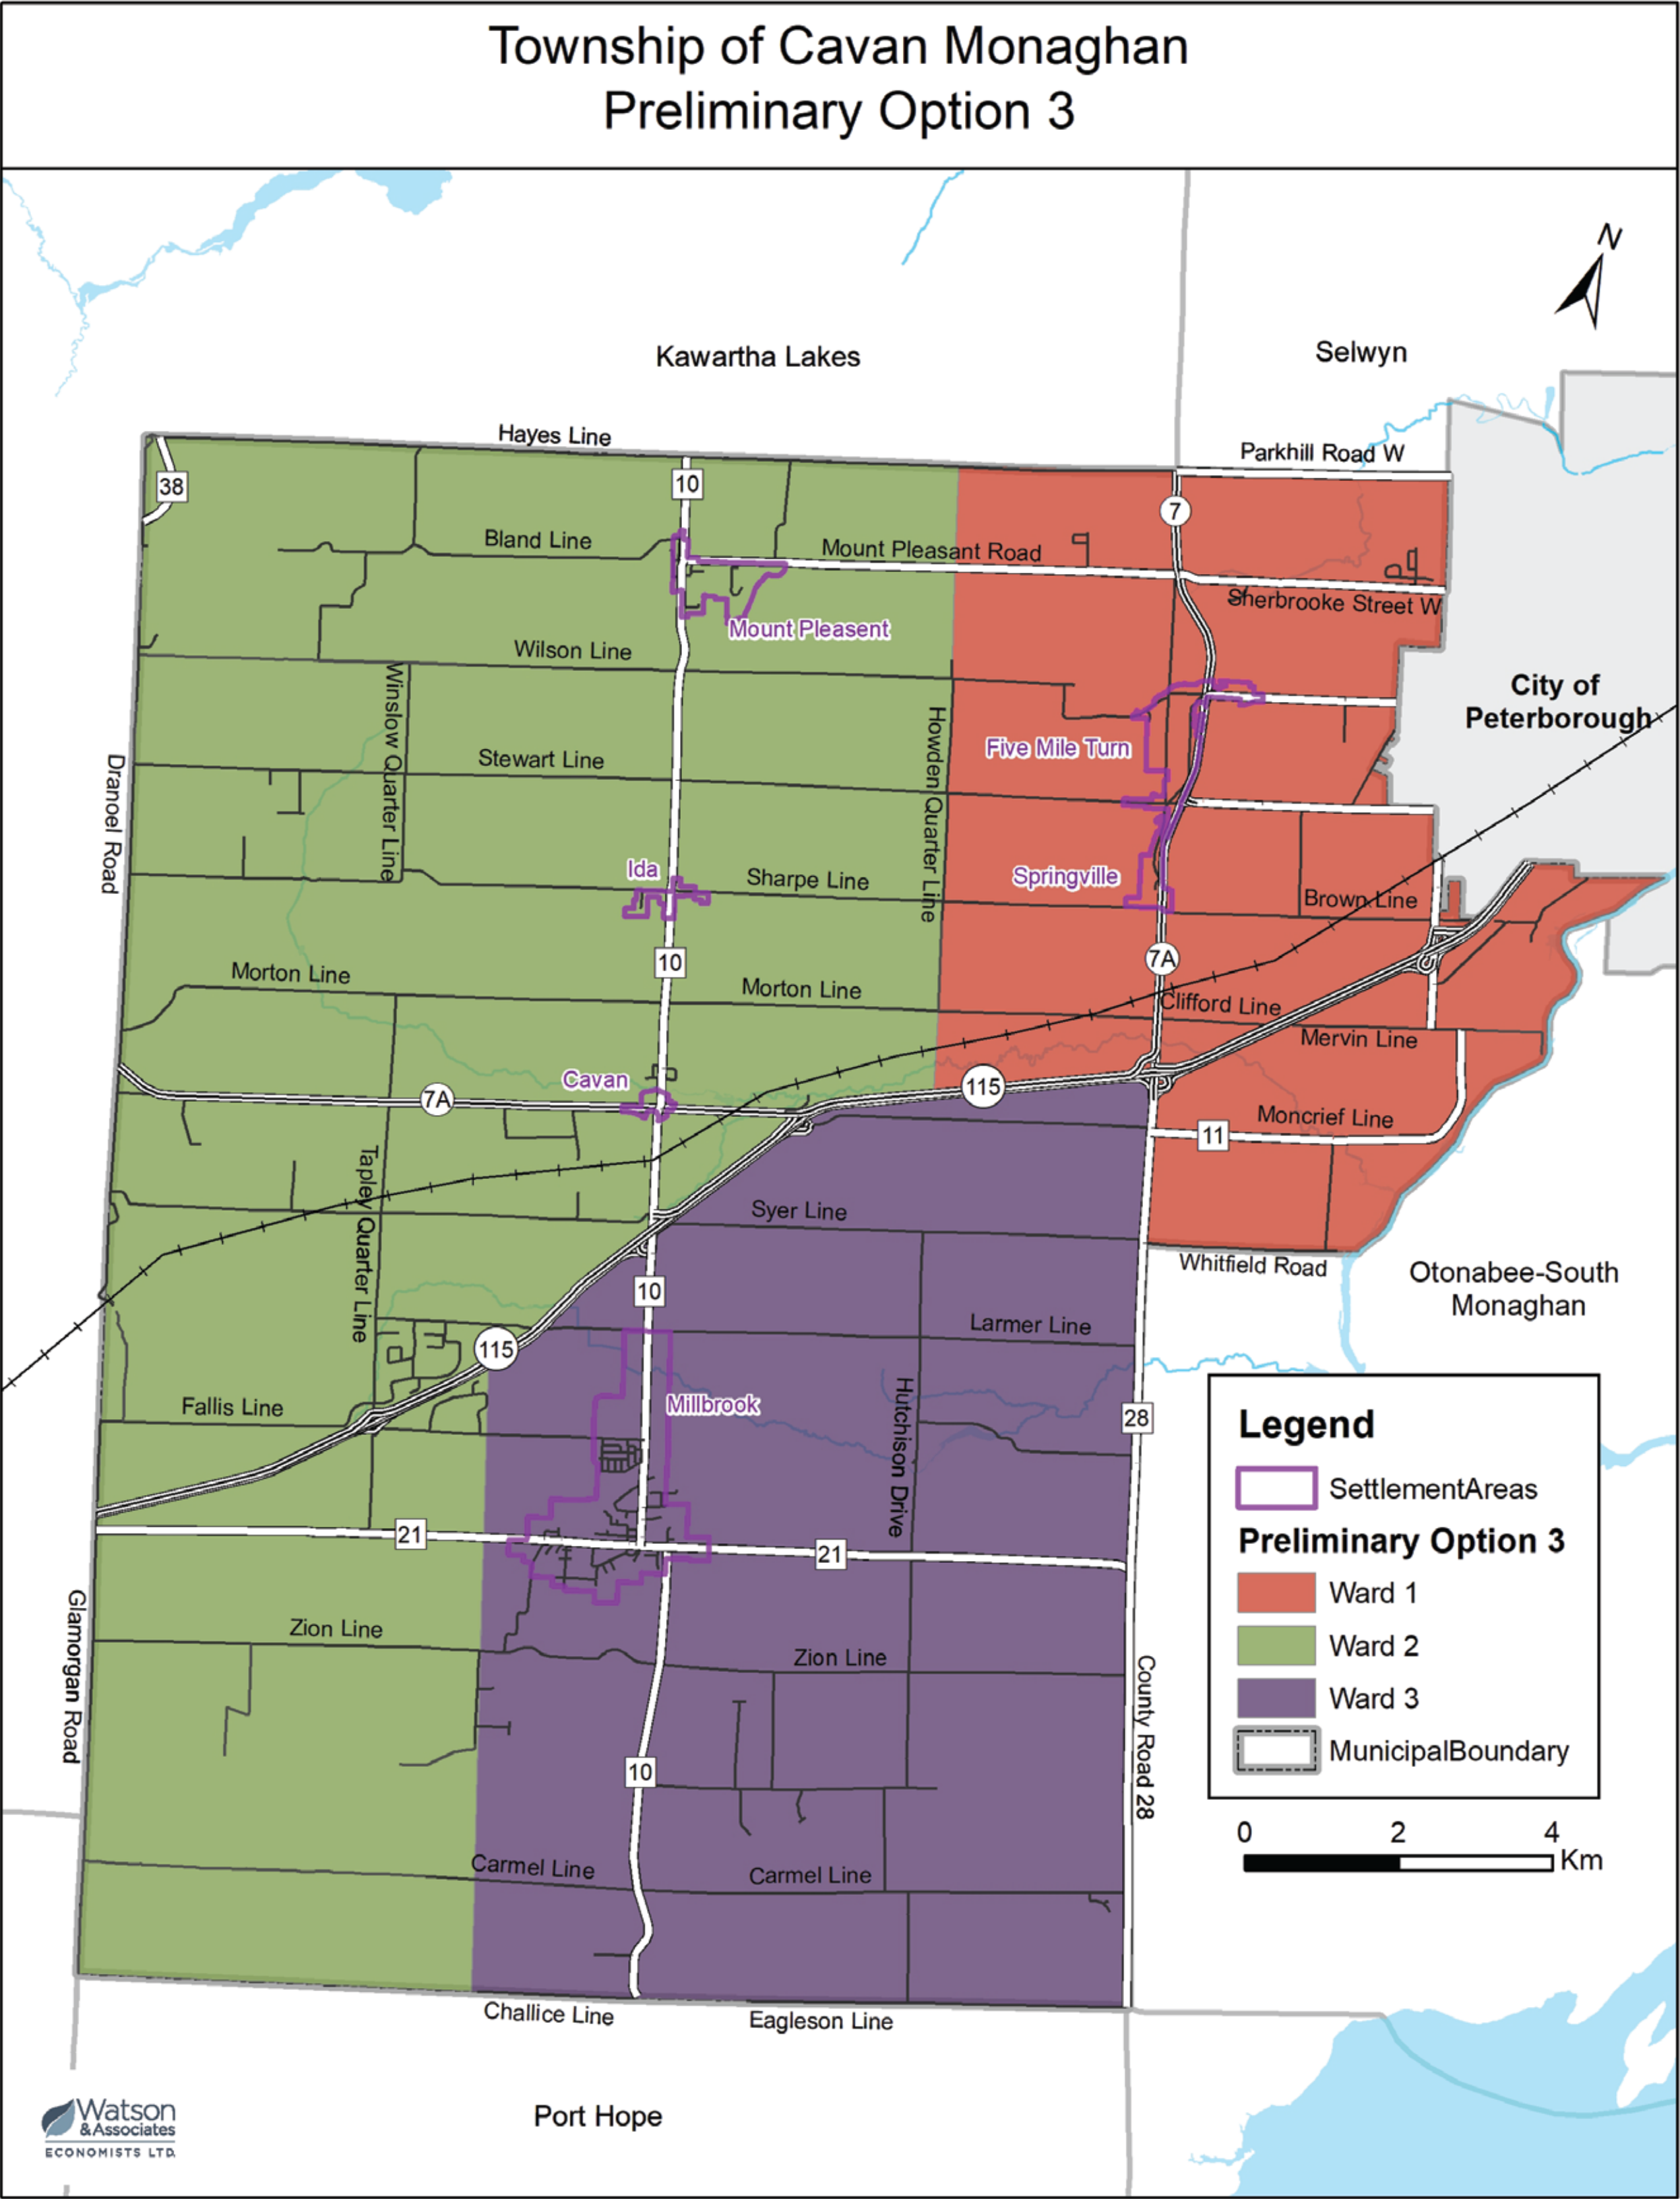 Township of Cavan Monaghan
Preliminary Option 3
N
Kawartha Lakes
Selwyn
Hayes Line
Parkhill Road W
38
10
7
Bland Line
Mount Pleasant Road
Sherbrooke Street W
Mount Pleasent
Wilson Line
City of
Peterborough
Winslow Quarter Line
Howden Quarter Line
Five Mile Turn
Stewart Line
Dranoel Road
Ida
Sharpe Line
Springville
Brown Line
10
7A
Morton Line
Morton Line
Clifford Line
Mervin Line
Cavan
115
7A
Moncrief Line
11
Tapley Quarter Line
Syer Line
Whitfield Road
Otonabee-South
Monaghan
10
Larmer Line
115
Fallis Line
Millbrook
Hutchison Drive
28
21
21
Glamorgan Road
Zion Line
Zion Line
County Road 28
10
Carmel Line
Carmel Line
Challice Line
Eagleson Line
Port Hope
Legend
SettlementAreas
Preliminary Option 3
Ward 1
Ward 2
Ward 3
MunicipalBoundary
0 2 4
Km
Watson
&Associates
ECONOMISTS LTD.